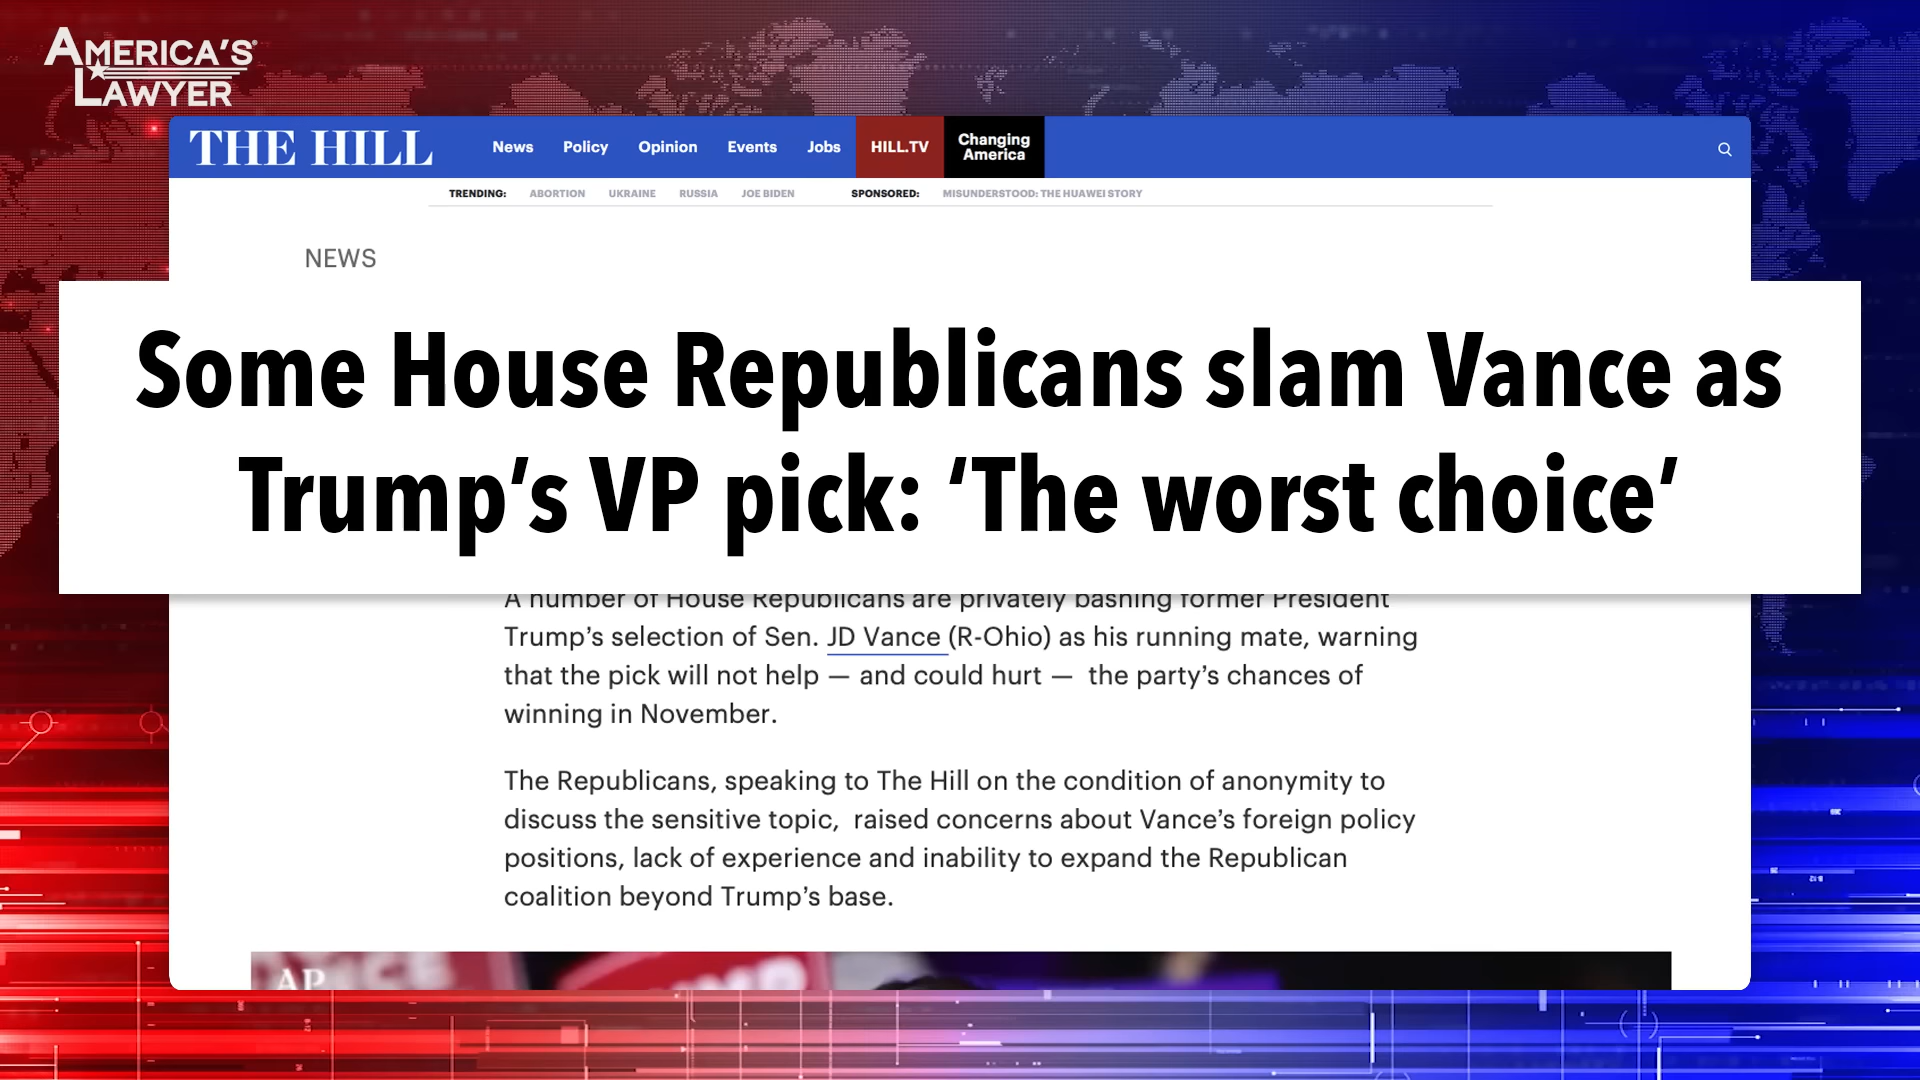 AMERICA'S
LAWYER
THE HILL
News Policy Opinion Events Jobs HILL.TV Changing America
TRENDING: ABORTION UKRAINE RUSSIA JOE BIDEN SPONSORED: MISUNDERSTOOD: THE HUAWEI STORY
NEWS
Some House Republicans slam Vance as
Trump’s VP pick: ‘The worst choice’
A number of House Republicans are privately bashing former President
Trump’s selection of Sen. JD Vance (R-Ohio) as his running mate, warning
that the pick will not help — and could hurt — the party’s chances of
winning in November.
The Republicans, speaking to The Hill on the condition of anonymity to
discuss the sensitive topic, raised concerns about Vance’s foreign policy
positions, lack of experience and inability to expand the Republican
coalition beyond Trump’s base.
AP